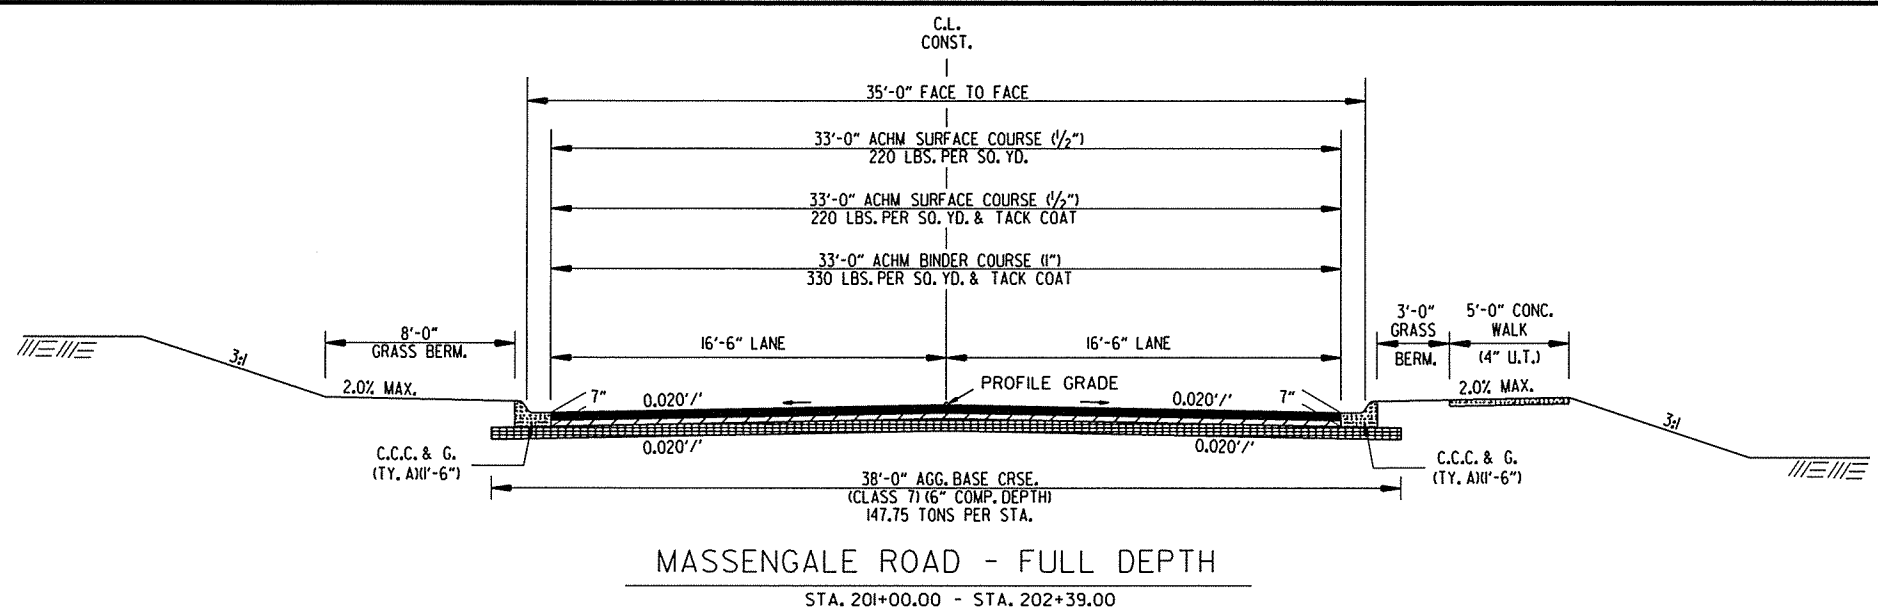 C.L.
CONST.
35'-0" FACE TO FACE
33'-0" ACHM SURFACE COURSE (1/2")
220 LBS. PER SQ. YD.
33'-0" ACHM SURFACE COURSE (1/2")
220 LBS. PER SQ. YD. & TACK COAT
33'-0" ACHM BINDER COURSE (1")
330 LBS. PER SQ. YD. & TACK COAT
8'-0"
GRASS BERM.
16'-6" LANE
16'-6" LANE
3'-0"
GRASS
BERM.
5'-0" CONC.
WALK
(4" U.T.)
3:1
2.0% MAX.
7"
0.020'/'
PROFILE GRADE
0.020'/'
7"
2.0% MAX.
3:1
0.020'/'
0.020'/'
C.C.C. & G.
(TY. A)(1'-6")
C.C.C. & G.
(TY. A)(1'-6")
38'-0" AGG. BASE CRSE.
(CLASS 7) (6" COMP. DEPTH)
147.75 TONS PER STA.
MASSENGALE ROAD - FULL DEPTH
STA. 201+00.00 - STA. 202+39.00